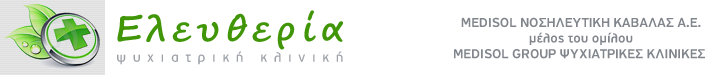 Ελευθερία
ψυχιατρική κλινική
MEDISOL ΝΟΣΗΛΕΥΤΙΚΗ ΚΑΒΑΛΑΣ Α.Ε.
μέλος του ομίλου
MEDISOL GROUP ΨΥΧΙΑΤΡΙΚΕΣ ΚΛΙΝΙΚΕΣ